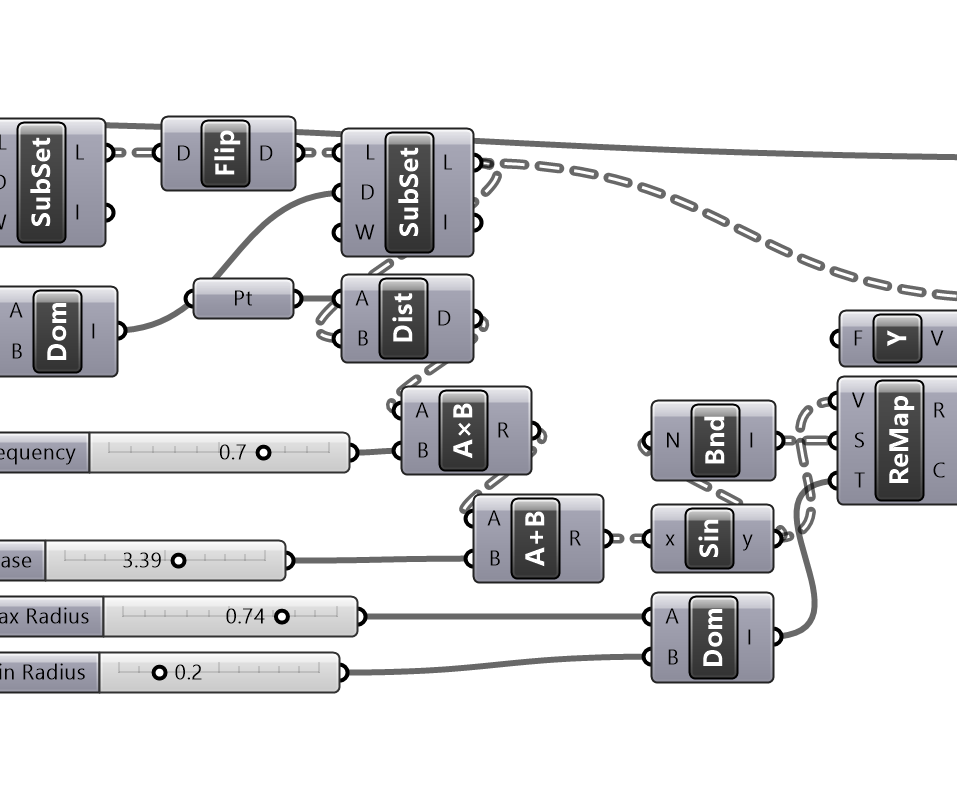 L
SubSet
L
I
D
Flip
D
L
D
W
SubSet
L
I
A
B
Dom
I
Pt
A
B
Dist
D
F
Y
V
A
B
A×B
R
N
Bnd
I
V
S
T
ReMap
R
C
equency
0.7
A
B
A+B
R
x
Sin
y
ase
3.39
ax Radius
0.74
A
B
Dom
I
in Radius
0.2